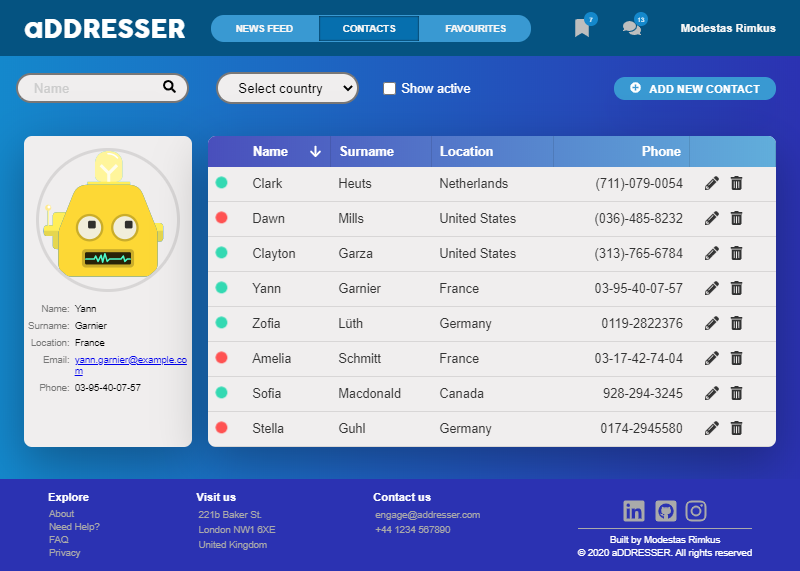 aDDRESSER
NEWS FEED CONTACTS FAVOURITES
7
13
Modestas Rimkus
Name
Select country
Show active
ADD NEW CONTACT
Name Surname Location Phone
Clark Heuts Netherlands (711)-079-0054
Dawn Mills United States (036)-485-8232
Clayton Garza United States (313)-765-6784
Yann Garnier France 03-95-40-07-57
Zofia Lüth Germany 0119-2822376
Amelia Schmitt France 03-17-42-74-04
Sofia Macdonald Canada 928-294-3245
Stella Guhl Germany 0174-2945580
Y
Name: Yann
Surname: Garnier
Location: France
Email: yann.garnier@example.co
m
Phone: 03-95-40-07-57
Explore
About
Need Help?
FAQ
Privacy
Visit us
221b Baker St.
London NW1 6XE
United Kingdom
Contact us
engage@addresser.com
+44 1234 567890
in
Built by Modestas Rimkus
© 2020 aDDRESSER. All rights reserved